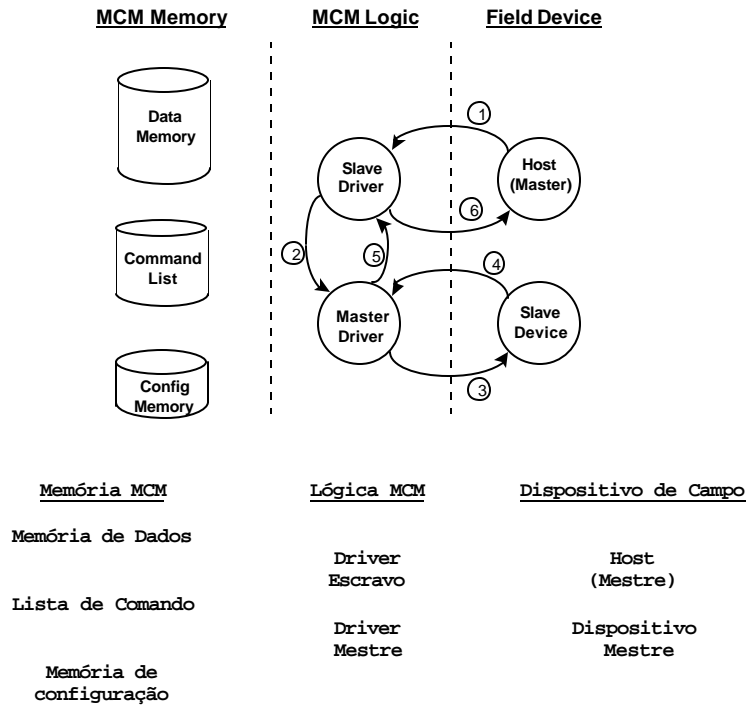 MCM Memory
MCM Logic
Field Device
Data
Memory
1
Slave
Driver
Host
(Master)
6
Command
List
2
5
4
Master
Driver
Slave
Device
3
Config
Memory
Memória MCM
Lógica MCM
Dispositivo de Campo
Memória de Dados
Driver
Escravo
Host
(Mestre)
Lista de Comando
Driver
Mestre
Dispositivo
Mestre
Memória de
configuração